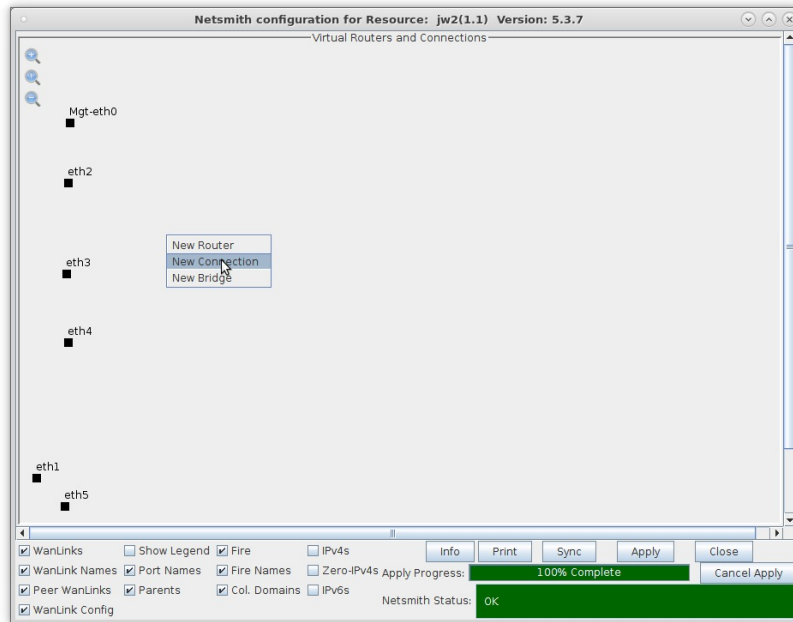 Netsmith configuration for Resource: jw2(1.1) Version: 5.3.7
Virtual Routers and Connections
Mgt-eth0
eth2
New Router
New Connection
New Bridge
eth3
eth4
eth1
eth5
WanLinks Show Legend Fire IPv4s Info Print Sync Apply Close
WanLink Names Port Names Fire Names Zero-IPv4s Apply Progress: 100% Complete Cancel Apply
Peer WanLinks Parents Col. Domains IPv6s
Netsmith Status: OK
WanLink Config